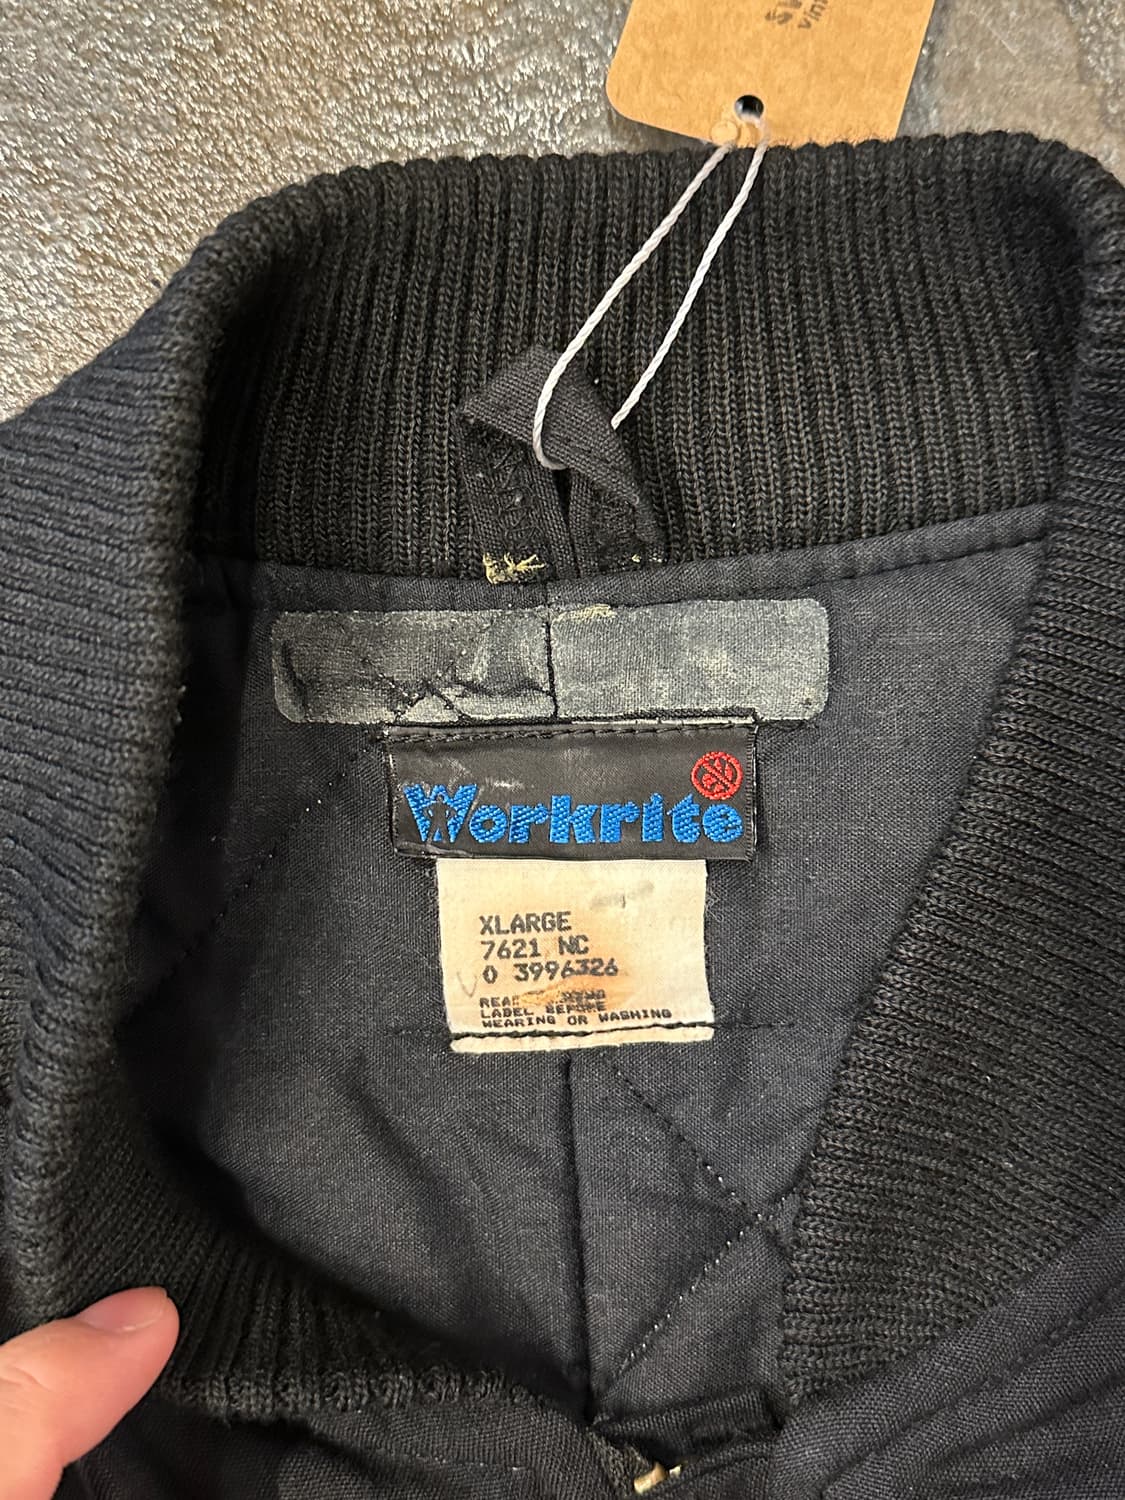 Workrite
XLARGE
7621 NC
0 3996326
LABEL BEFORE
WEARING OR WASHING